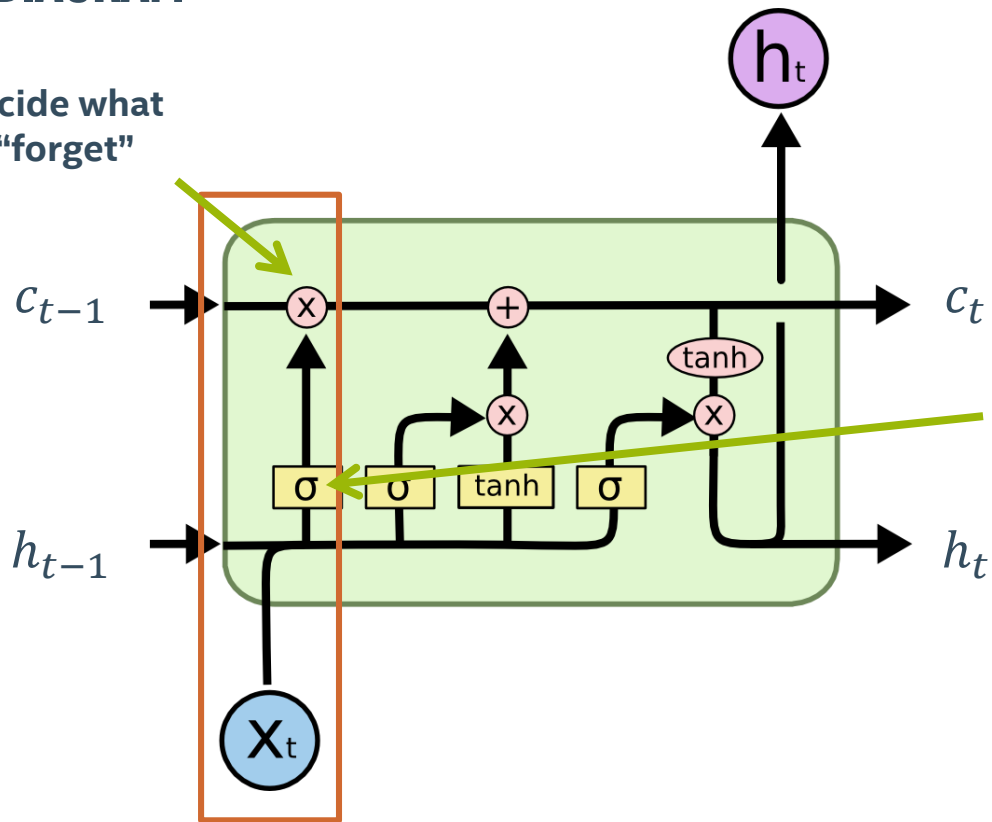 cide what
“forget”
h_t
c_{t-1}
x
+
c_t
tanh
x
x
σ
σ
tanh
σ
h_{t-1}
h_t
X_t